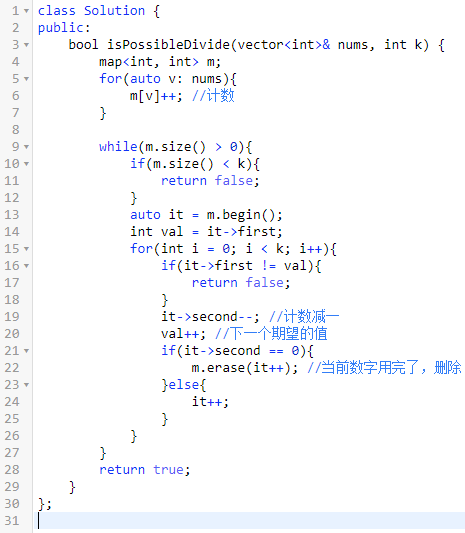 1 class Solution {
2 public:
3     bool isPossibleDivide(vector<int>& nums, int k) {
4         map<int, int> m;
5         for(auto v: nums){
6             m[v]++; //计数
7         }
8
9         while(m.size() > 0){
10             if(m.size() < k){
11                 return false;
12             }
13             auto it = m.begin();
14             int val = it->first;
15             for(int i = 0; i < k; i++){
16                 if(it->first != val){
17                     return false;
18                 }
19                 it->second--; //计数减一
20                 val++; //下一个期望的值
21                 if(it->second == 0){
22                     m.erase(it++); //当前数字用完了，删除
23                 }else{
24                     it++;
25                 }
26             }
27         }
28         return true;
29     }
30 };
31